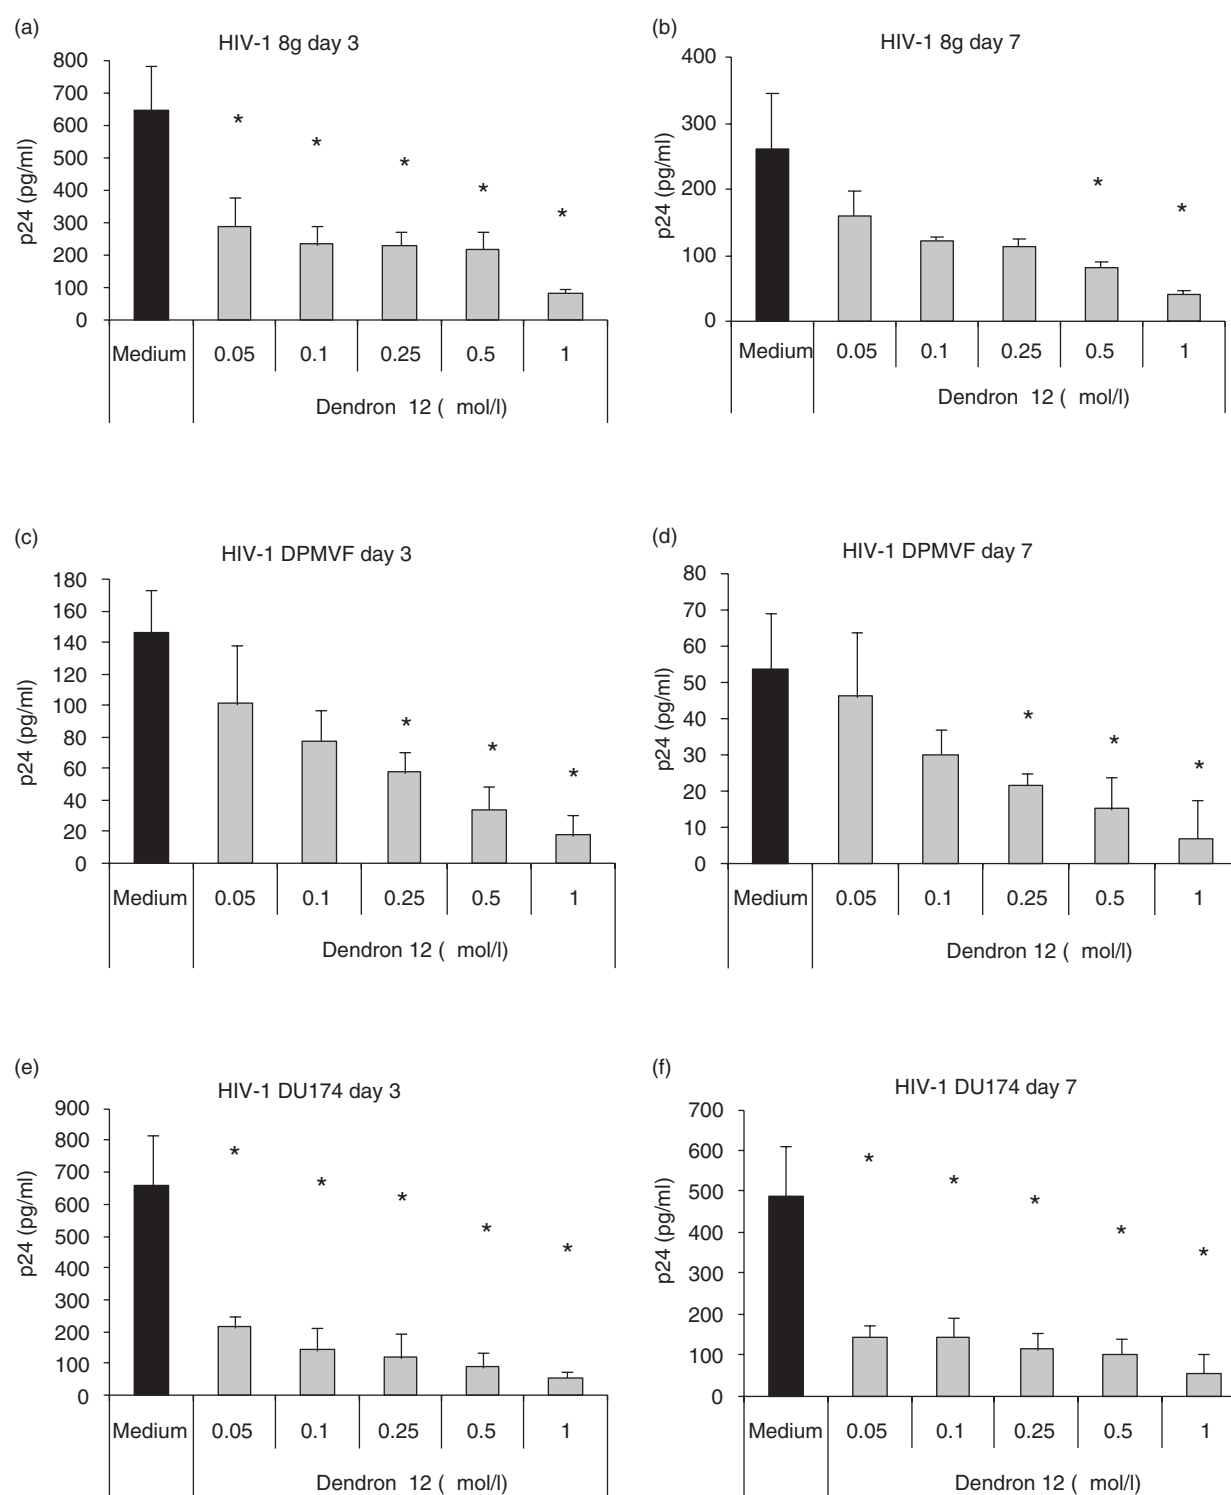 (a)
HIV-1 8g day 3
800
700
600
500
400
300
200
100
0
p24 (pg/ml)
* * * * *
Medium 0.05 0.1 0.25 0.5 1
Dendron 12 ( mol/l)
(b)
HIV-1 8g day 7
400
300
200
100
0
p24 (pg/ml)
* *
Medium 0.05 0.1 0.25 0.5 1
Dendron 12 ( mol/l)
(c)
HIV-1 DPMVF day 3
180
160
140
120
100
80
60
40
20
0
p24 (pg/ml)
* * *
Medium 0.05 0.1 0.25 0.5 1
Dendron 12 ( mol/l)
(d)
HIV-1 DPMVF day 7
80
70
60
50
40
30
20
10
0
p24 (pg/ml)
* * *
Medium 0.05 0.1 0.25 0.5 1
Dendron 12 ( mol/l)
(e)
HIV-1 DU174 day 3
900
800
700
600
500
400
300
200
100
0
p24 (pg/ml)
* * * * *
Medium 0.05 0.1 0.25 0.5 1
Dendron 12 ( mol/l)
(f)
HIV-1 DU174 day 7
700
600
500
400
300
200
100
0
p24 (pg/ml)
* * * * *
Medium 0.05 0.1 0.25 0.5 1
Dendron 12 ( mol/l)